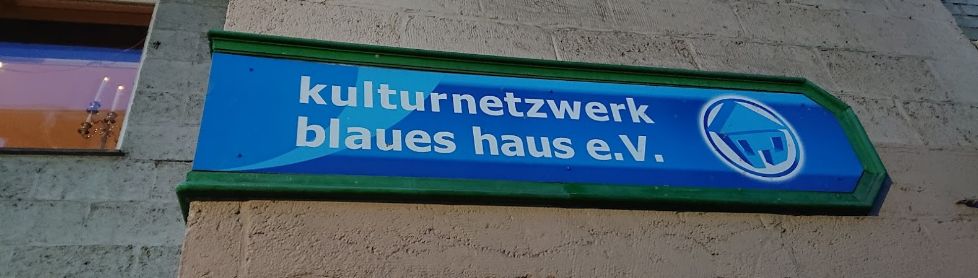 kulturnetzwerk
blaues haus e.V.